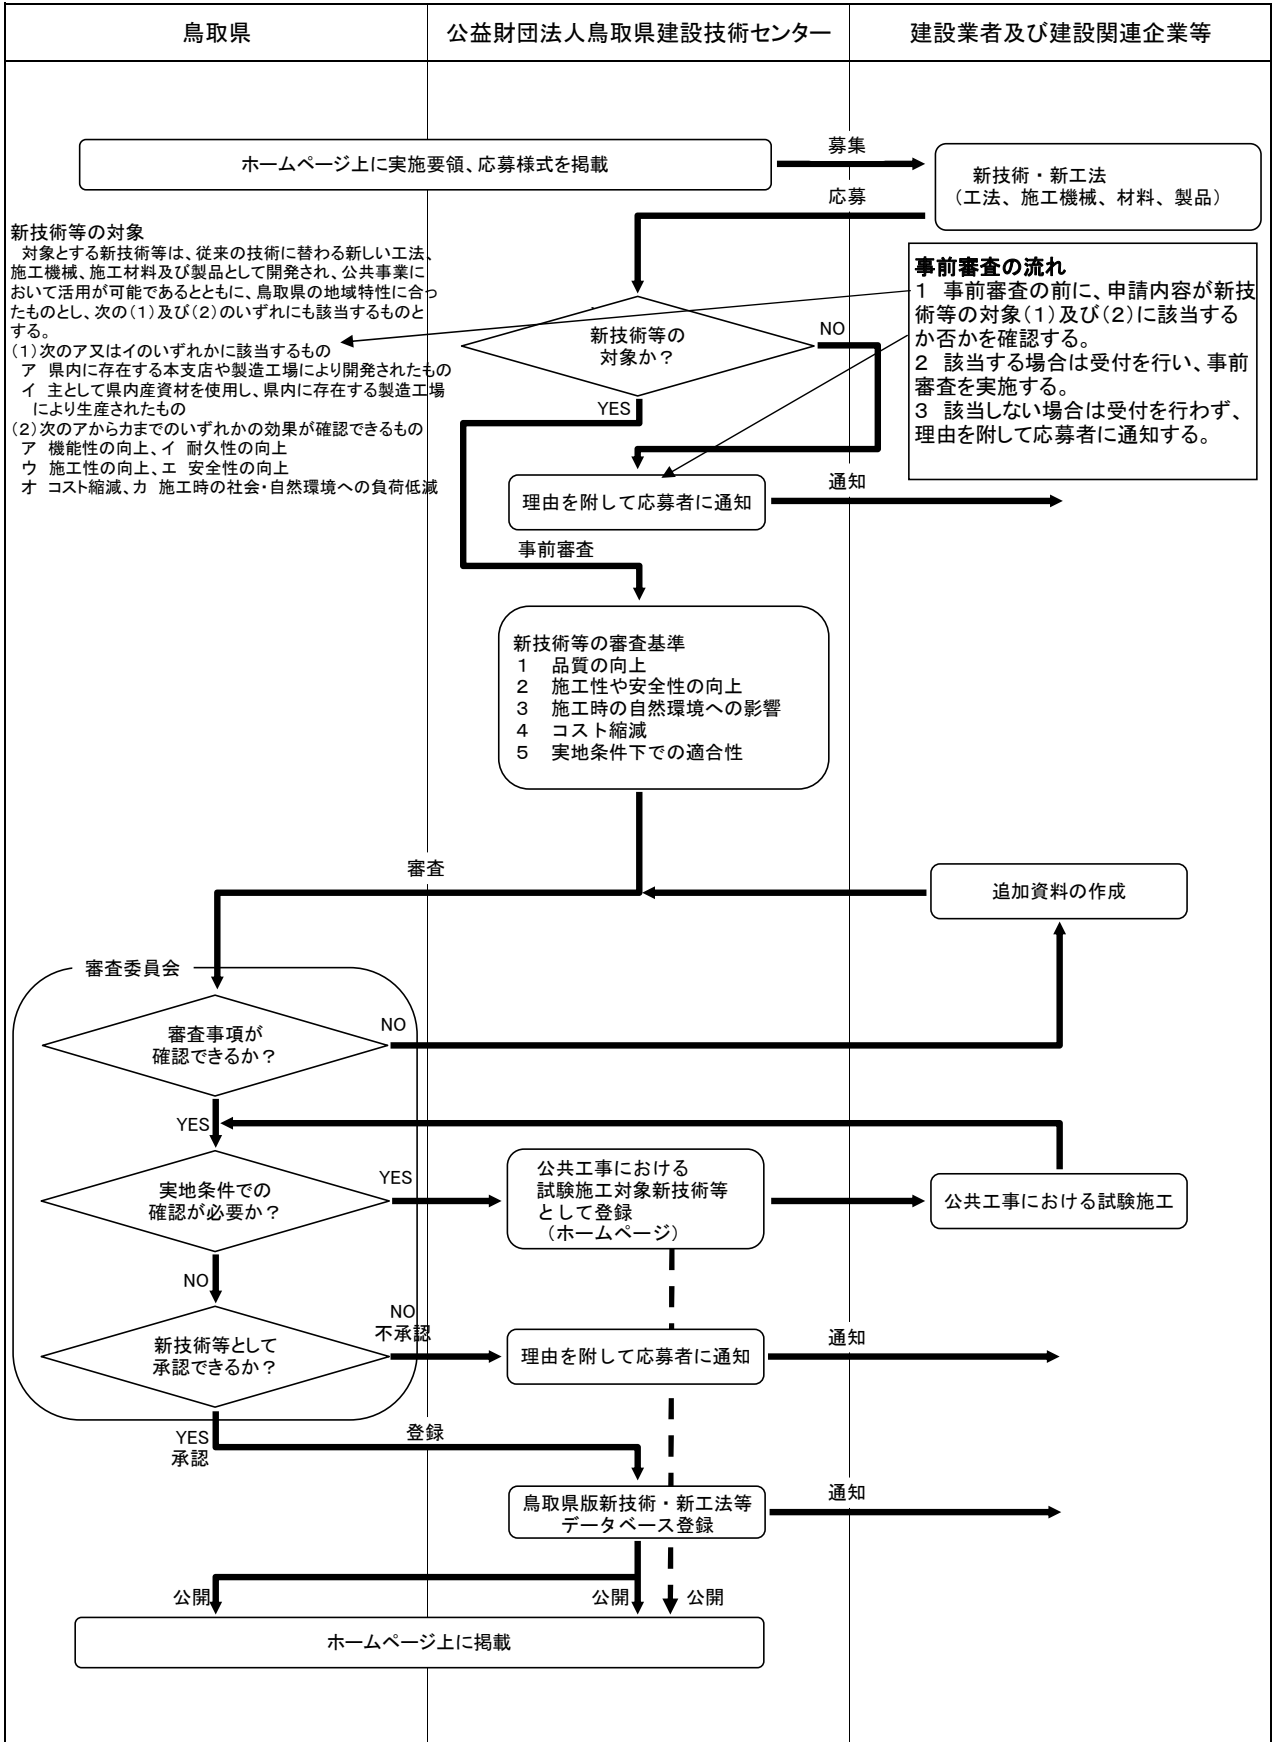 鳥取県
公益財団法人鳥取県建設技術センター
建設業者及び建設関連企業等
ホームページ上に実施要領、応募様式を掲載
募集
新技術・新工法
（工法、施工機械、材料、製品）
応募
新技術等の対象
対象とする新技術等は、従来の技術に替わる新しい工法、
施工機械、施工材料及び製品として開発され、公共事業に
おいて活用が可能であるとともに、鳥取県の地域特性に合っ
たものとし、次の（1）及び（2）のいずれにも該当するものと
する。
（1）次のア又はイのいずれかに該当するもの
ア　県内に存在する本支店や製造工場により開発されたもの
イ　主として県内産資材を使用し、県内に存在する製造工場
により生産されたもの
（2）次のアからカまでのいずれかの効果が確認できるもの
ア　機能性の向上、イ　耐久性の向上
ウ　施工性の向上、エ　安全性の向上
オ　コスト縮減、カ　施工時の社会・自然環境への負荷低減
事前審査の流れ
1　事前審査の前に、申請内容が新技
術等の対象（1）及び（2）に該当する
か否かを確認する。
2　該当する場合は受付を行い、事前
審査を実施する。
3　該当しない場合は受付を行わず、
理由を附して応募者に通知する。
新技術等の
対象か？
NO
YES
理由を附して応募者に通知
通知
事前審査
新技術等の審査基準
1　品質の向上
2　施工性や安全性の向上
3　施工時の自然環境への影響
4　コスト縮減
5　実地条件下での適合性
審査
追加資料の作成
審査委員会
審査事項が
確認できるか？
NO
YES
実地条件での
確認が必要か？
YES
公共工事における
試験施工対象新技術等
として登録
（ホームページ）
公共工事における試験施工
NO
新技術等として
承認できるか？
NO
不承認
理由を附して応募者に通知
通知
YES
承認
登録
鳥取県版新技術・新工法等
データベース登録
通知
公開
公開
公開
ホームページ上に掲載